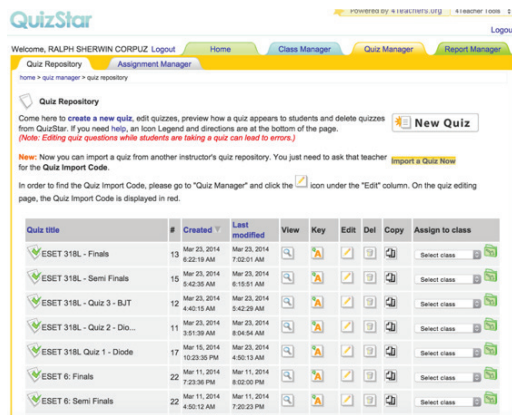 QuizStar
Powered by 4Teachers.org 4Teacher Tools
Logou
Welcome, RALPH SHERWIN CORPUZ Logout Home Class Manager Quiz Manager Report Manager
Quiz Repository Assignment Manager
home > quiz manager > quiz repository
Quiz Repository
Come here to create a new quiz, edit quizzes, preview how a quiz appears to students and delete quizzes
from QuizStar. If you need help, an Icon Legend and directions are at the bottom of the page.
(Note: Editing quiz questions while students are taking a quiz can lead to errors.)
New Quiz
New: Now you can import a quiz from another instructor's quiz repository. You just need to ask that teacher
for the Quiz Import Code.
Import a Quiz Now
In order to find the Quiz Import Code, please go to "Quiz Manager" and click the icon under the "Edit" column. On the quiz editing
page, the Quiz Import Code is displayed in red.
Quiz title # Created Last modified View Key Edit Del Copy Assign to class
ESET 318L - Finals 13 Mar 23, 2014 6:22:19 AM Mar 23, 2014 7:02:01 AM Select class
ESET 318L - Semi Finals 15 Mar 23, 2014 5:42:35 AM Mar 23, 2014 6:15:51 AM Select class
ESET 318L - Quiz 3 - BJT 12 Mar 23, 2014 4:40:15 AM Mar 23, 2014 5:42:29 AM Select class
ESET 318L - Quiz 2 - Dio... 11 Mar 23, 2014 3:51:39 AM Mar 23, 2014 8:04:54 AM Select class
ESET 318L Quiz 1 - Diode 17 Mar 15, 2014 10:23:35 PM Mar 23, 2014 4:50:13 AM Select class
ESET 6: Finals 22 Mar 11, 2014 7:23:36 PM Mar 11, 2014 8:02:00 PM Select class
ESET 6: Semi Finals 22 Mar 11, 2014 4:50:12 AM Mar 11, 2014 7:20:23 PM Select class